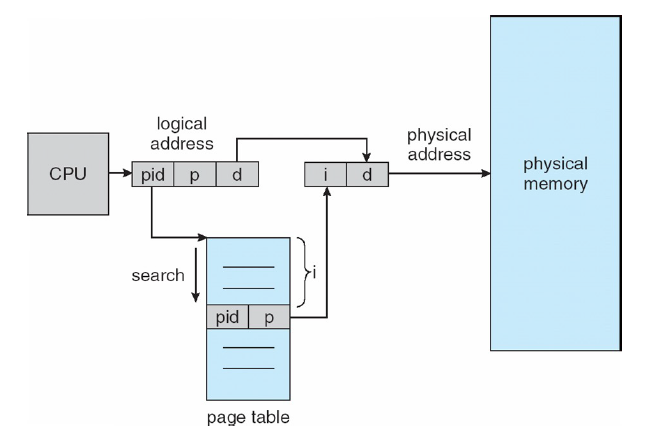 logical
address
physical
address
CPU
pid p d
i d
physical
memory
search
i
pid p
page table